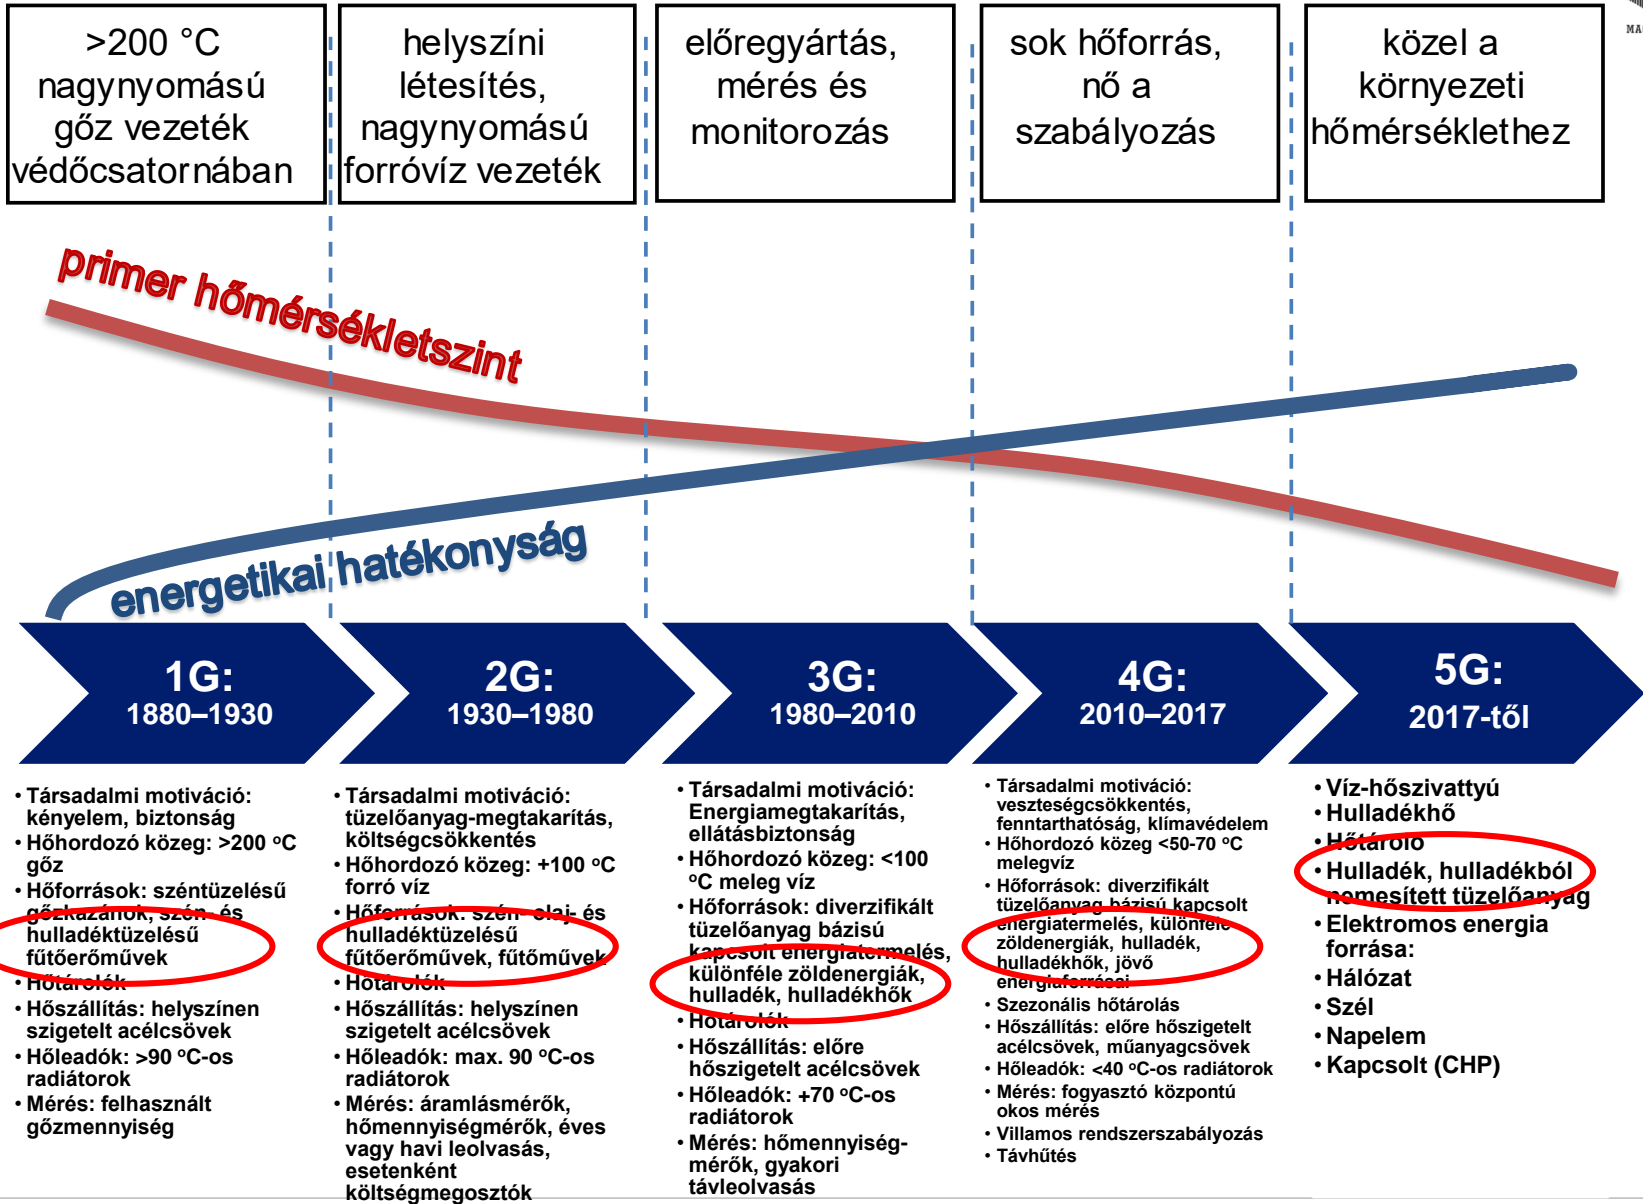 >200 °C
nagynyomású
gőz vezeték
védőcsatornában
helyszíni
létesítés,
nagynyomású
forróvíz vezeték
előregyártás,
mérés és
monitorozás
sok hőforrás,
nő a
szabályozás
közel a
környezeti
hőmérséklethez
primer hőmérsékletszint
energetikai hatékonyság
1G:
1880–1930
2G:
1930–1980
3G:
1980–2010
4G:
2010–2017
5G:
2017-től
• Társadalmi motiváció:
kényelem, biztonság
• Hőhordozó közeg: >200 °C
gőz
• Hőforrások: széntüzelésű
gőzkazánok, szén- és
hulladéktüzelésű
fűtőerőművek
• Hőtárolók
• Hőszállítás: helyszínen
szigetelt acélcsövek
• Hőleadók: >90 °C-os
radiátorok
• Mérés: felhasznált
gőzmennyiség
• Társadalmi motiváció:
tüzelőanyag-megtakarítás,
költségcsökkentés
• Hőhordozó közeg: +100 °C
forró víz
• Hőforrások: szén- olaj- és
hulladéktüzelésű
fűtőerőművek, fűtőművek
• Hőtárolók
• Hőszállítás: helyszínen
szigetelt acélcsövek
• Hőleadók: max. 90 °C-os
radiátorok
• Mérés: áramlásmérők,
hőmennyiségmérők, éves
vagy havi leolvasás,
esetenként
költségmegosztók
• Társadalmi motiváció:
Energiamegtakarítás,
ellátásbiztonság
• Hőhordozó közeg: <100
°C meleg víz
• Hőforrások: diverzifikált
tüzelőanyag bázisú
kapcsolt energiatermelés,
különféle zöldenergiák,
hulladék, hulladékhők
• Hőtárolók
• Hőszállítás: előre
hőszigetelt acélcsövek
• Hőleadók: +70 °C-os
radiátorok
• Mérés: hőmennyiség-
mérők, gyakori
távleolvasás
• Társadalmi motiváció:
veszteségcsökkentés,
fenntarthatóság, klímavédelem
• Hőhordozó közeg <50-70 °C
melegvíz
• Hőforrások: diverzifikált
tüzelőanyag bázisú kapcsolt
energiatermelés, különféle
zöldenergiák, hulladék,
hulladékhők, jövő
energiaforrásai
• Szezonális hőtárolás
• Hőszállítás: előre hőszigetelt
acélcsövek, műanyagcsövek
• Hőleadók: <40 °C-os radiátorok
• Mérés: fogyasztó központú
okos mérés
• Villamos rendszerszabályozás
• Távhűtés
• Víz-hőszivattyú
• Hulladékhő
• Hőtároló
• Hulladék, hulladékból
nemesített tüzelőanyag
• Elektromos energia
forrása:
• Hálózat
• Szél
• Napelem
• Kapcsolt (CHP)